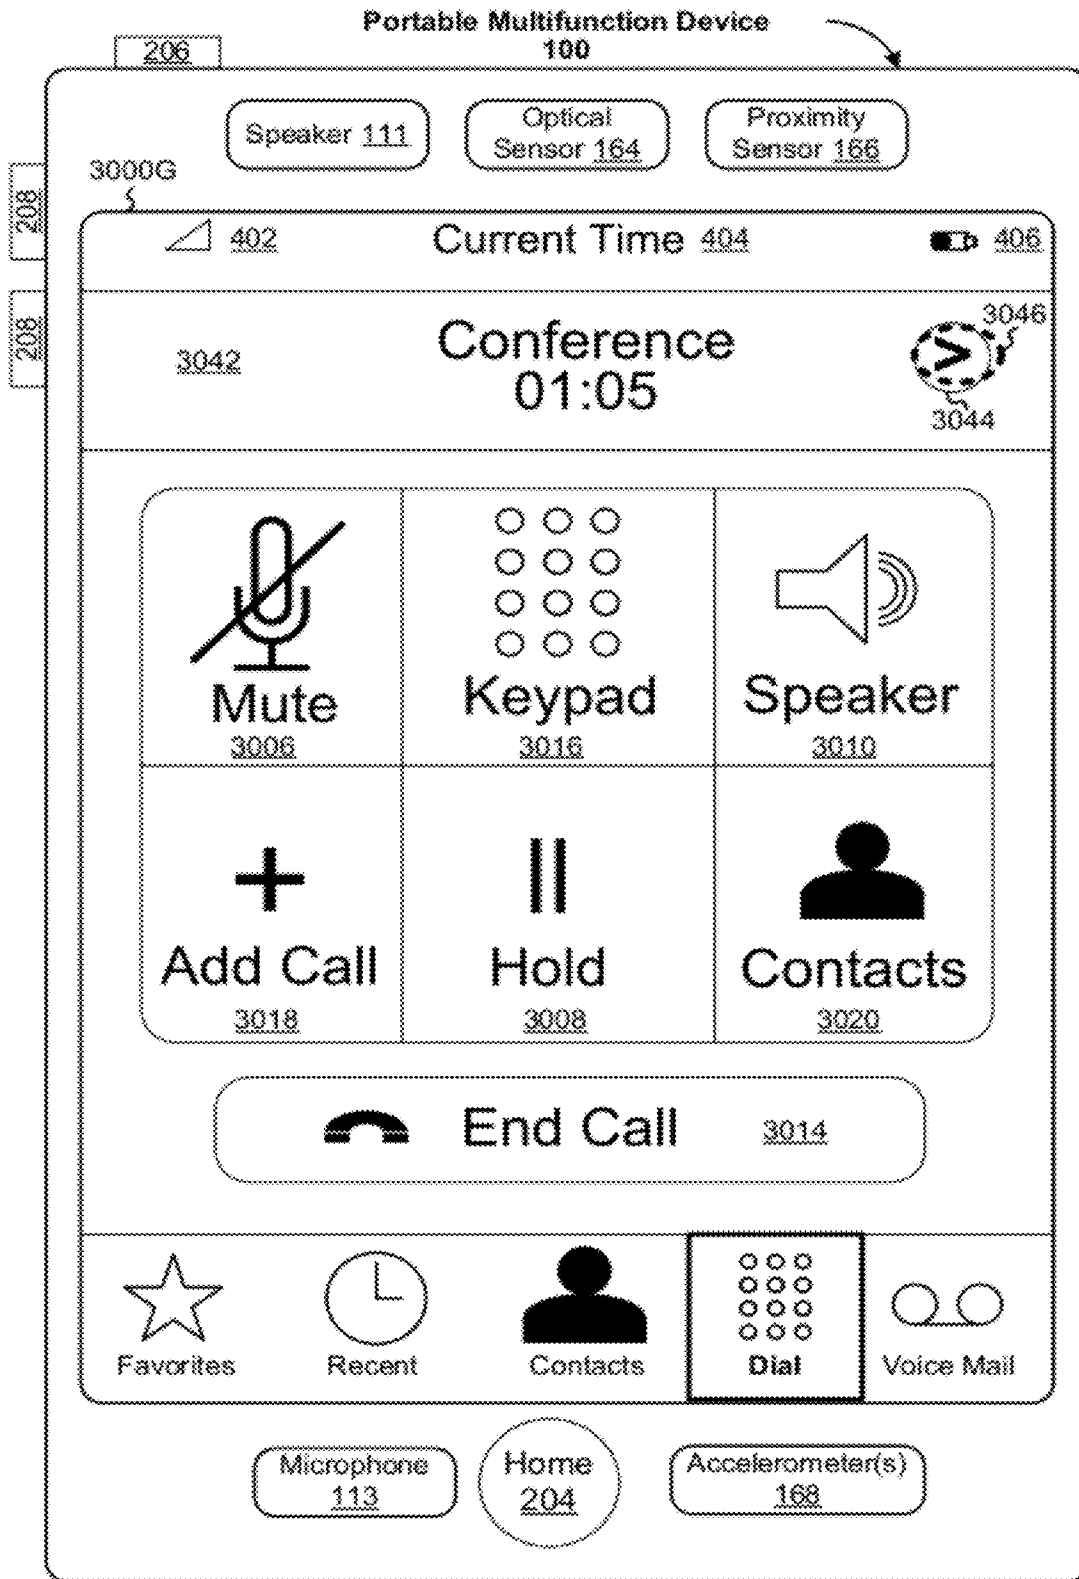 Portable Multifunction Device
100
206
Speaker 111
Optical
Sensor 164
Proximity
Sensor 166
208
3000G
402
Current Time 404
406
208
3042
Conference
01:05
3046
3044
Mute
3006
Keypad
3016
Speaker
3010
Add Call
3018
Hold
3008
Contacts
3020
End Call 3014
Favorites
Recent
Contacts
Dial
Voice Mail
Microphone
113
Home
204
Accelerometer(s)
168